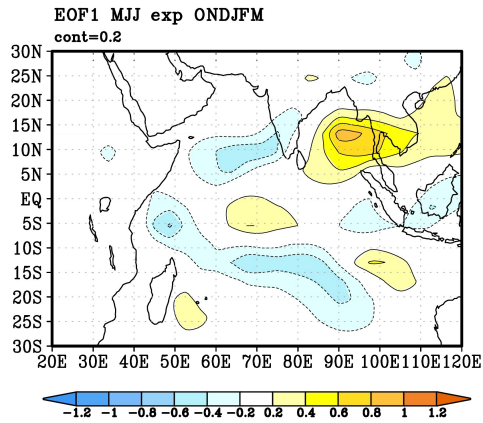 EOF1 MJJ exp ONDJFM
cont=0.2
30N
25N
20N
15N
10N
5N
EQ
5S
10S
15S
20S
25S
30S
20E 30E 40E 50E 60E 70E 80E 90E 100E 110E 120E
-1.2 -1 -0.8 -0.6 -0.4 -0.2 0.2 0.4 0.6 0.8 1 1.2